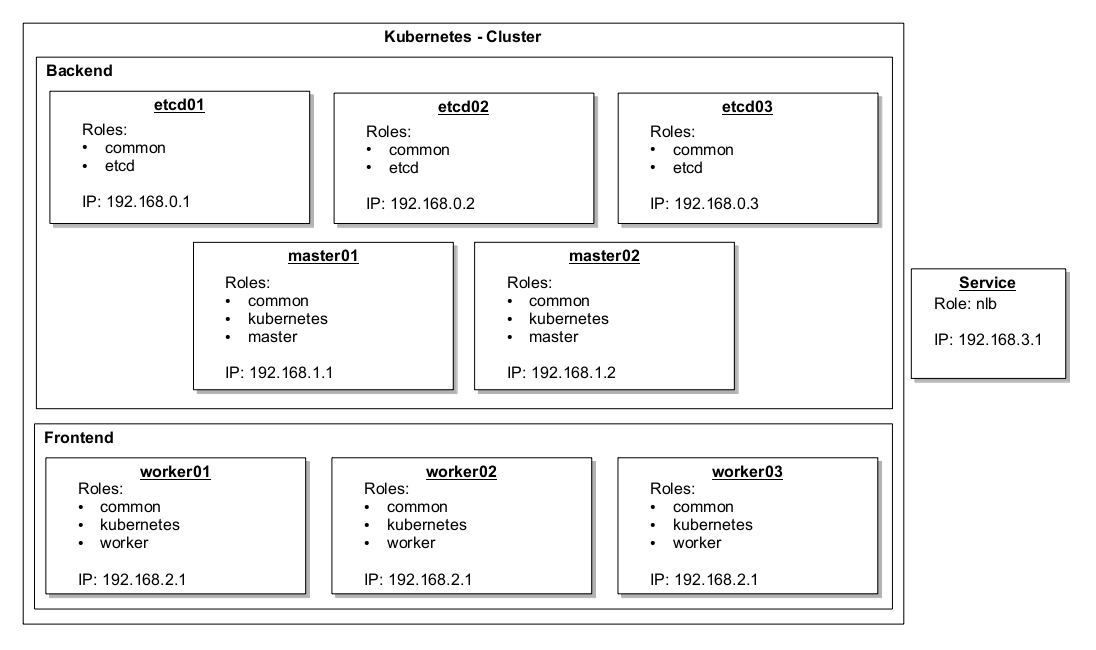 Kubernetes - Cluster
Backend
etcd01
Roles:
• common
• etcd
IP: 192.168.0.1
etcd02
Roles:
• common
• etcd
IP: 192.168.0.2
etcd03
Roles:
• common
• etcd
IP: 192.168.0.3
master01
Roles:
• common
• kubernetes
• master
IP: 192.168.1.1
master02
Roles:
• common
• kubernetes
• master
IP: 192.168.1.2
Service
Role: nlb
IP: 192.168.3.1
Frontend
worker01
Roles:
• common
• kubernetes
• worker
IP: 192.168.2.1
worker02
Roles:
• common
• kubernetes
• worker
IP: 192.168.2.1
worker03
Roles:
• common
• kubernetes
• worker
IP: 192.168.2.1